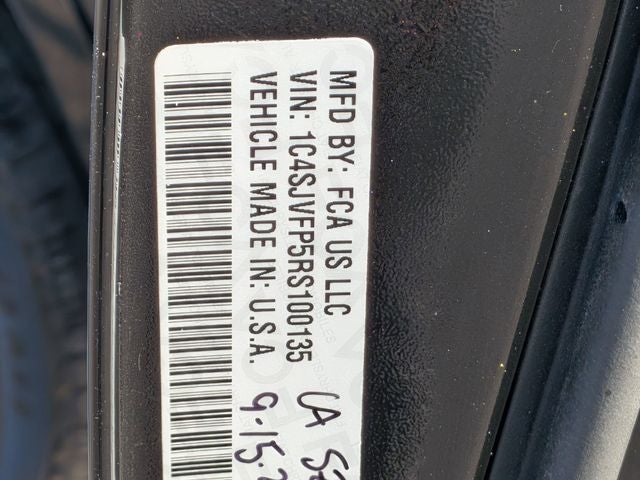 MFD BY: FCA US LLC
VIN: 1C4SJVFP5RS100135
VEHICLE MADE IN: U.S.A.